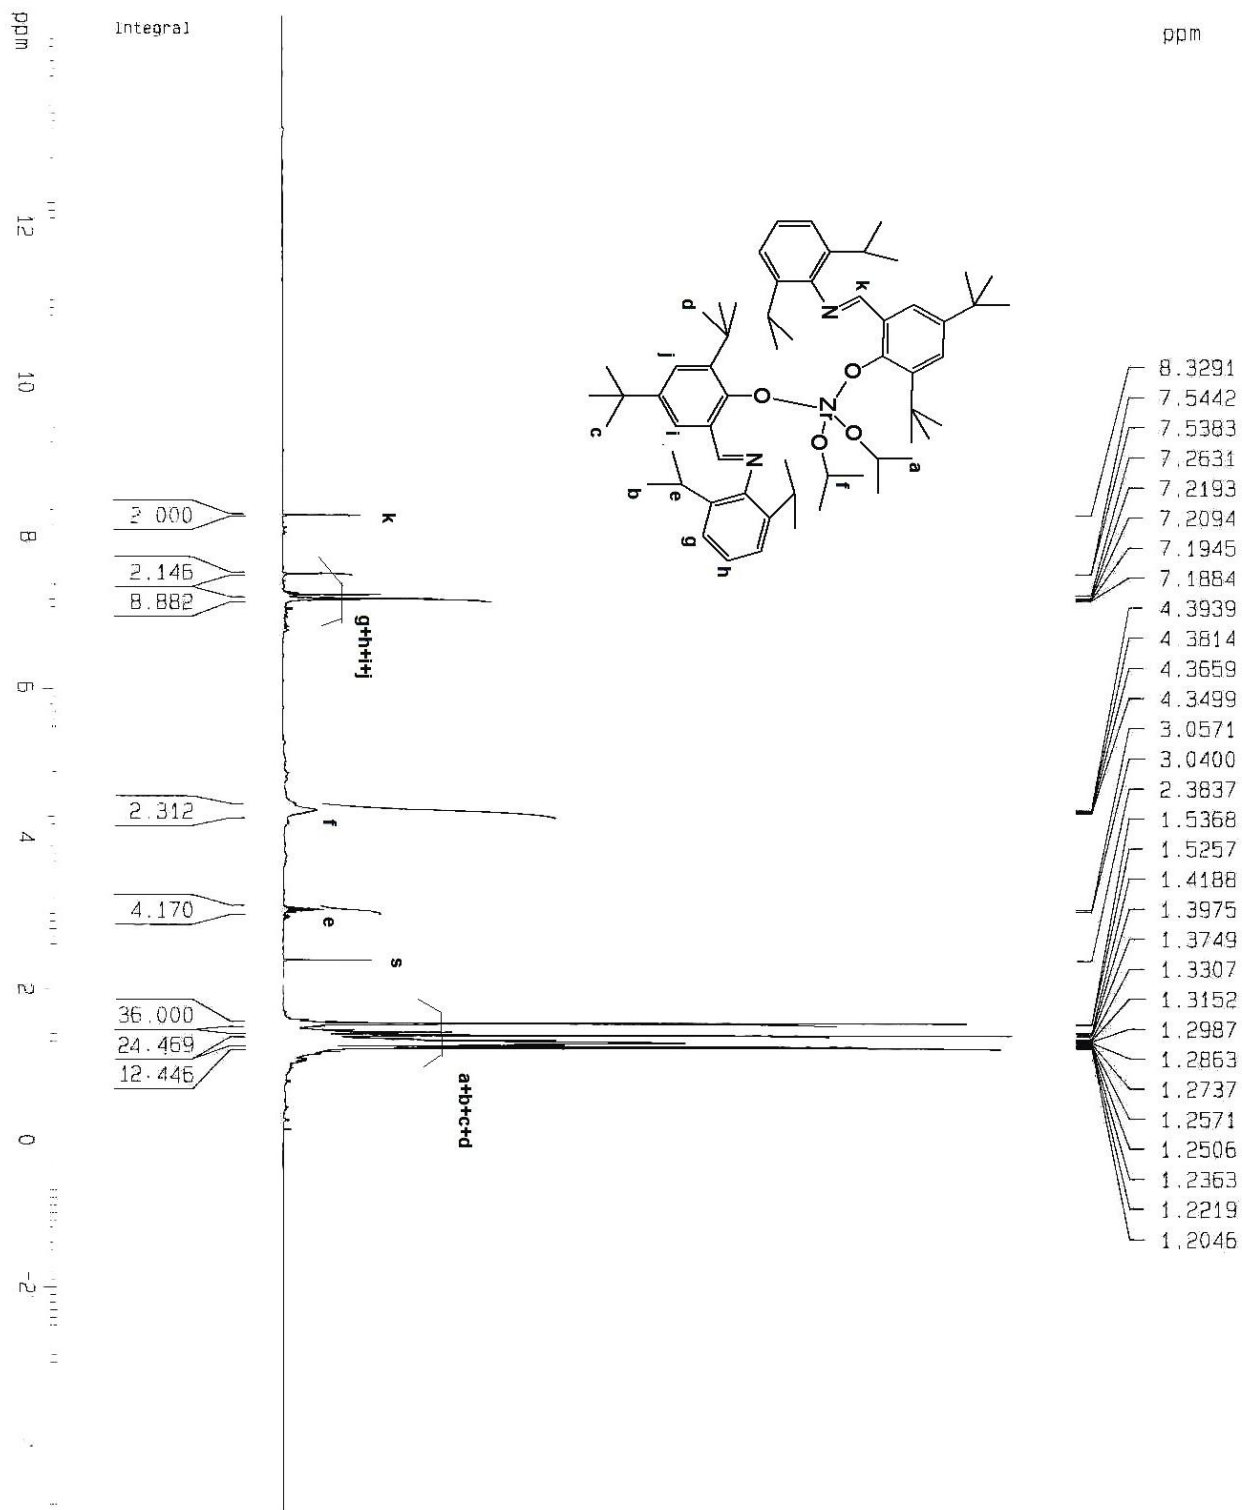 ppm
8.3291
7.5442
7.5383
7.2631
7.2193
7.2094
7.1945
7.1884
4.3939
4.3814
4.3659
4.3499
3.0571
3.0400
2.3837
1.5368
1.5257
1.4188
1.3975
1.3749
1.3307
1.3152
1.2987
1.2863
1.2737
1.2571
1.2506
1.2363
1.2219
1.2046
k
N
O
Zr
O
O
O
a
f
d
j
c
i
N
b
e
g
h
k
g+h+i+j
f
e
s
a+b+c+d
Integral
2.000
2.146
8.882
2.312
4.170
36.000
24.469
12.446
ppm
12
10
8
6
4
2
0
-2